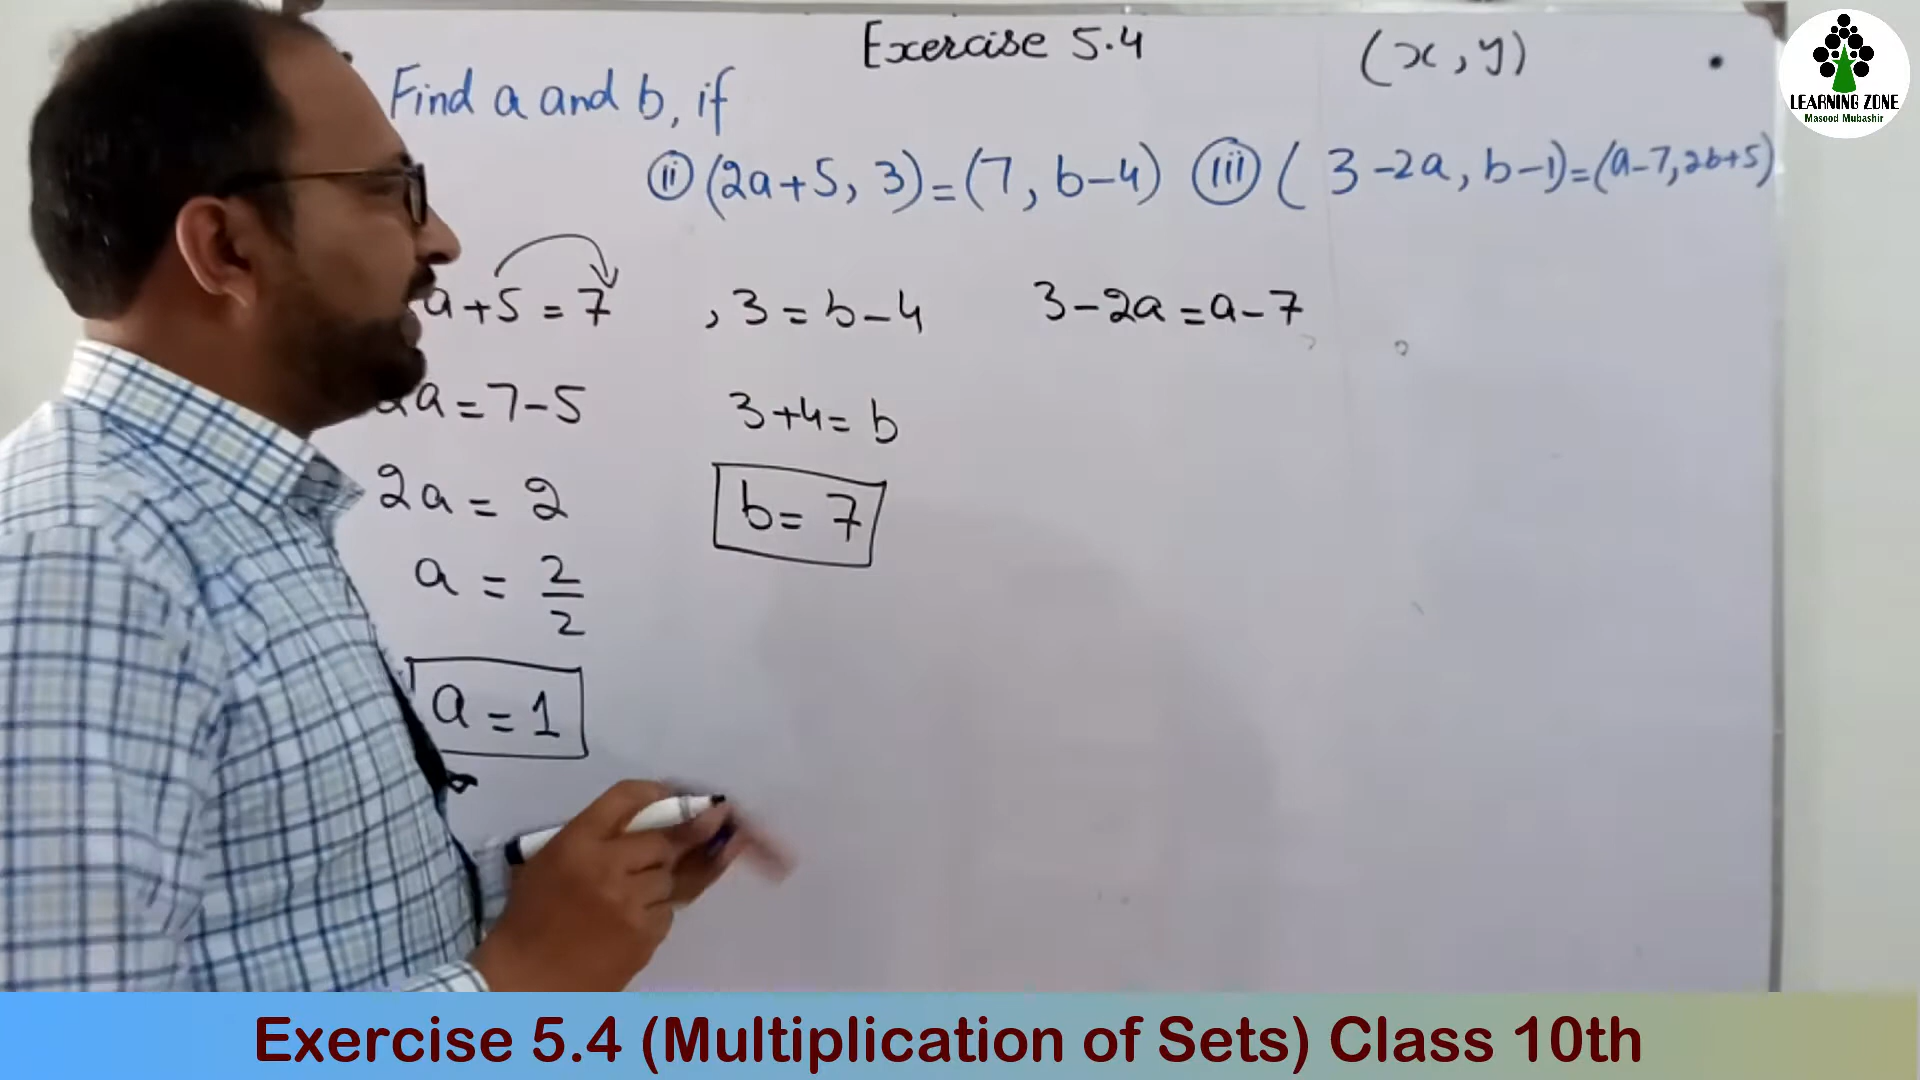 Exercise 5.4
(x, y)
LEARNING ZONE
Masood Mubashir
Find a and b, if
(ii) (2a+5, 3)=(7, b-4) (iii) (3-2a, b-1)=(a-7, 2b+5)
a+5=7 , 3=b-4 3-2a=a-7
2a=7-5 3+4=b
2a=2 b=7
a=2/2
a=1
Exercise 5.4 (Multiplication of Sets) Class 10th